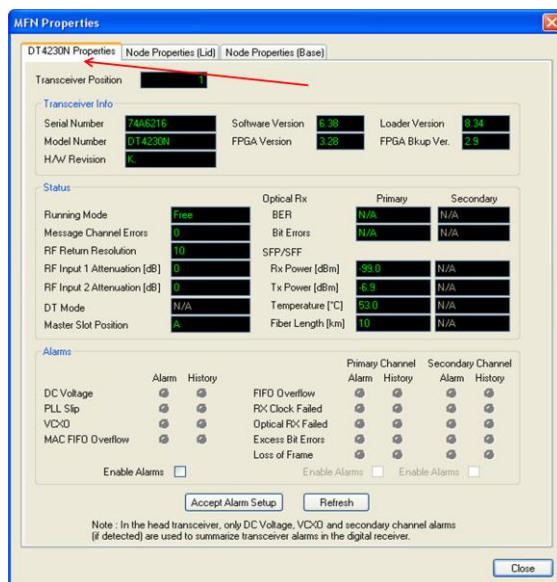 MFN Properties
DT4230N Properties Node Properties (Lid) Node Properties (Base)
Transceiver Position 1
Transceiver Info
Serial Number 74A6216 Software Version 6.38 Loader Version 8.34
Model Number DT4230N FPGA Version 3.28 FPGA Bkup Ver. 2.9
H/W Revision K.
Status
Optical Rx Primary Secondary
Running Mode Free BER N/A N/A
Message Channel Errors 0 Bit Errors N/A N/A
RF Return Resolution 10 SFP/SFF
RF Input 1 Attenuation [dB] 0 Rx Power [dBm] -99.0 N/A
RF Input 2 Attenuation [dB] 0 Tx Power [dBm] -6.9 N/A
DT Mode N/A Temperature [°C] 53.0 N/A
Master Slot Position A Fiber Length [km] 10 N/A
Alarms
Primary Channel Secondary Channel
Alarm History Alarm History Alarm History
DC Voltage FIFO Overflow
PLL Slip RX Clock Failed
VCXO Optical RX Failed
MAC FIFO Overflow Excess Bit Errors
Loss of Frame
Enable Alarms Enable Alarms Enable Alarms
Accept Alarm Setup Refresh
Note : In the head transceiver, only DC Voltage, VCXO and secondary channel alarms
(if detected) are used to summarize transceiver alarms in the digital receiver.
Close